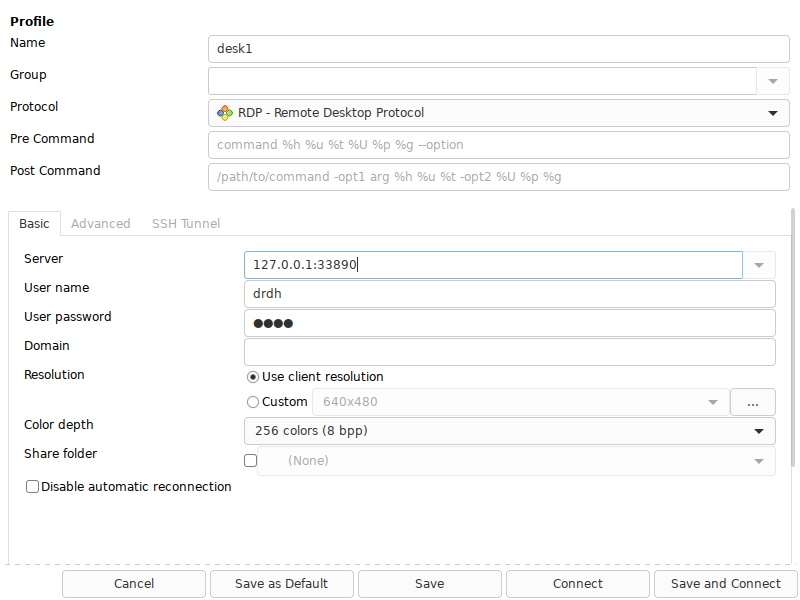 Profile
Name desk1
Group
Protocol RDP - Remote Desktop Protocol
Pre Command command %h %u %t %U %p %g --option
Post Command /path/to/command -opt1 arg %h %u %t -opt2 %U %p %g
Basic Advanced SSH Tunnel
Server 127.0.0.1:33890
User name drdh
User password ●●●●
Domain
Resolution Use client resolution
Custom 640x480 ...
Color depth 256 colors (8 bpp)
Share folder (None)
Disable automatic reconnection
Cancel Save as Default Save Connect Save and Connect